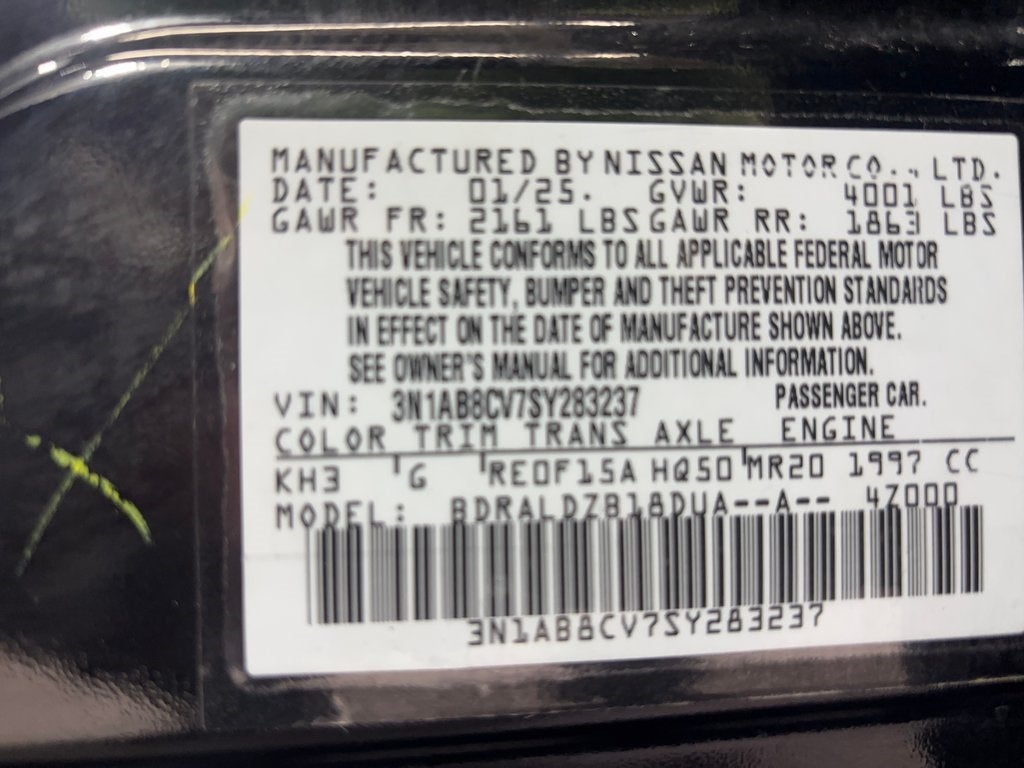 MANUFACTURED BY NISSAN MOTOR CO., LTD.
DATE: 01/25. GVWR: 4001 LBS
GAWR FR: 2161 LBS GAWR RR: 1863 LBS
THIS VEHICLE CONFORMS TO ALL APPLICABLE FEDERAL MOTOR
VEHICLE SAFETY, BUMPER AND THEFT PREVENTION STANDARDS
IN EFFECT ON THE DATE OF MANUFACTURE SHOWN ABOVE.
SEE OWNER'S MANUAL FOR ADDITIONAL INFORMATION.
VIN: 3N1AB8CV7SY283237 PASSENGER CAR.
COLOR TRIM TRANS AXLE ENGINE
KH3 G RE0F15A HQ50 MR20 1997 CC
MODEL: BDRALDZB18DUA--A-- 4Z000
3N1AB8CV7SY283237